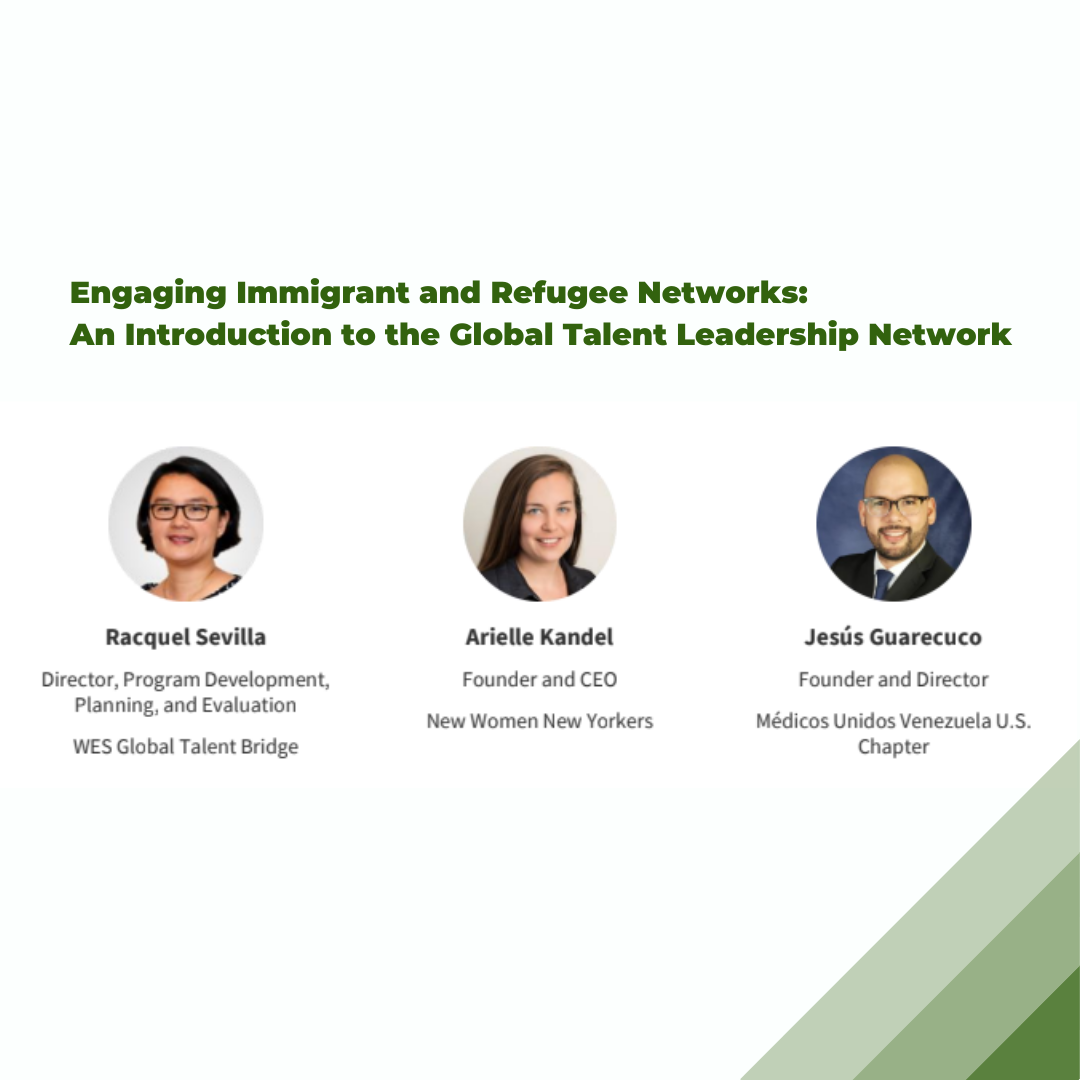 Engaging Immigrant and Refugee Networks:
An Introduction to the Global Talent Leadership Network
Racquel Sevilla
Director, Program Development,
Planning, and Evaluation
WES Global Talent Bridge
Arielle Kandel
Founder and CEO
New Women New Yorkers
Jesús Guarecuco
Founder and Director
Médicos Unidos Venezuela U.S.
Chapter